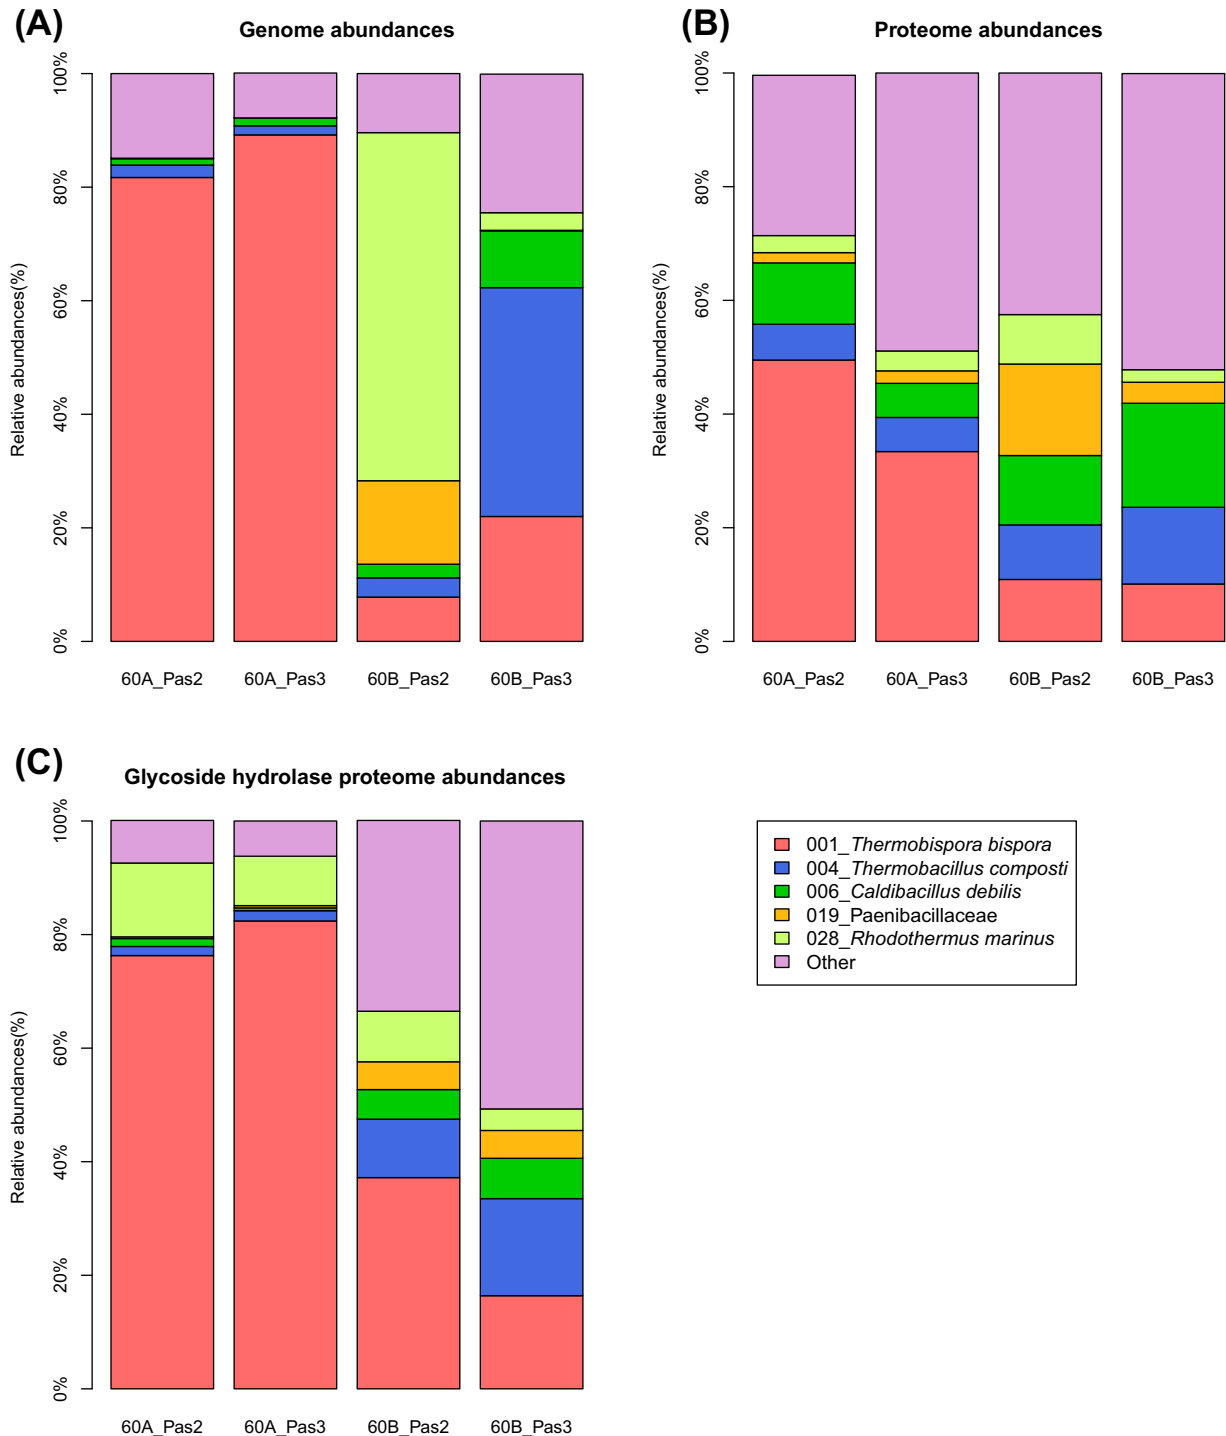 (A)
Genome abundances
Relative abundances(%)
100%
80%
60%
40%
20%
0%
60A_Pas2 60A_Pas3 60B_Pas2 60B_Pas3
(B)
Proteome abundances
Relative abundances(%)
100%
80%
60%
40%
20%
0%
60A_Pas2 60A_Pas3 60B_Pas2 60B_Pas3
(C)
Glycoside hydrolase proteome abundances
Relative abundances(%)
100%
80%
60%
40%
20%
0%
60A_Pas2 60A_Pas3 60B_Pas2 60B_Pas3
001_Thermobispora bispora
004_Thermobacillus composti
006_Caldibacillus debilis
019_Paenibacillaceae
028_Rhodothermus marinus
Other